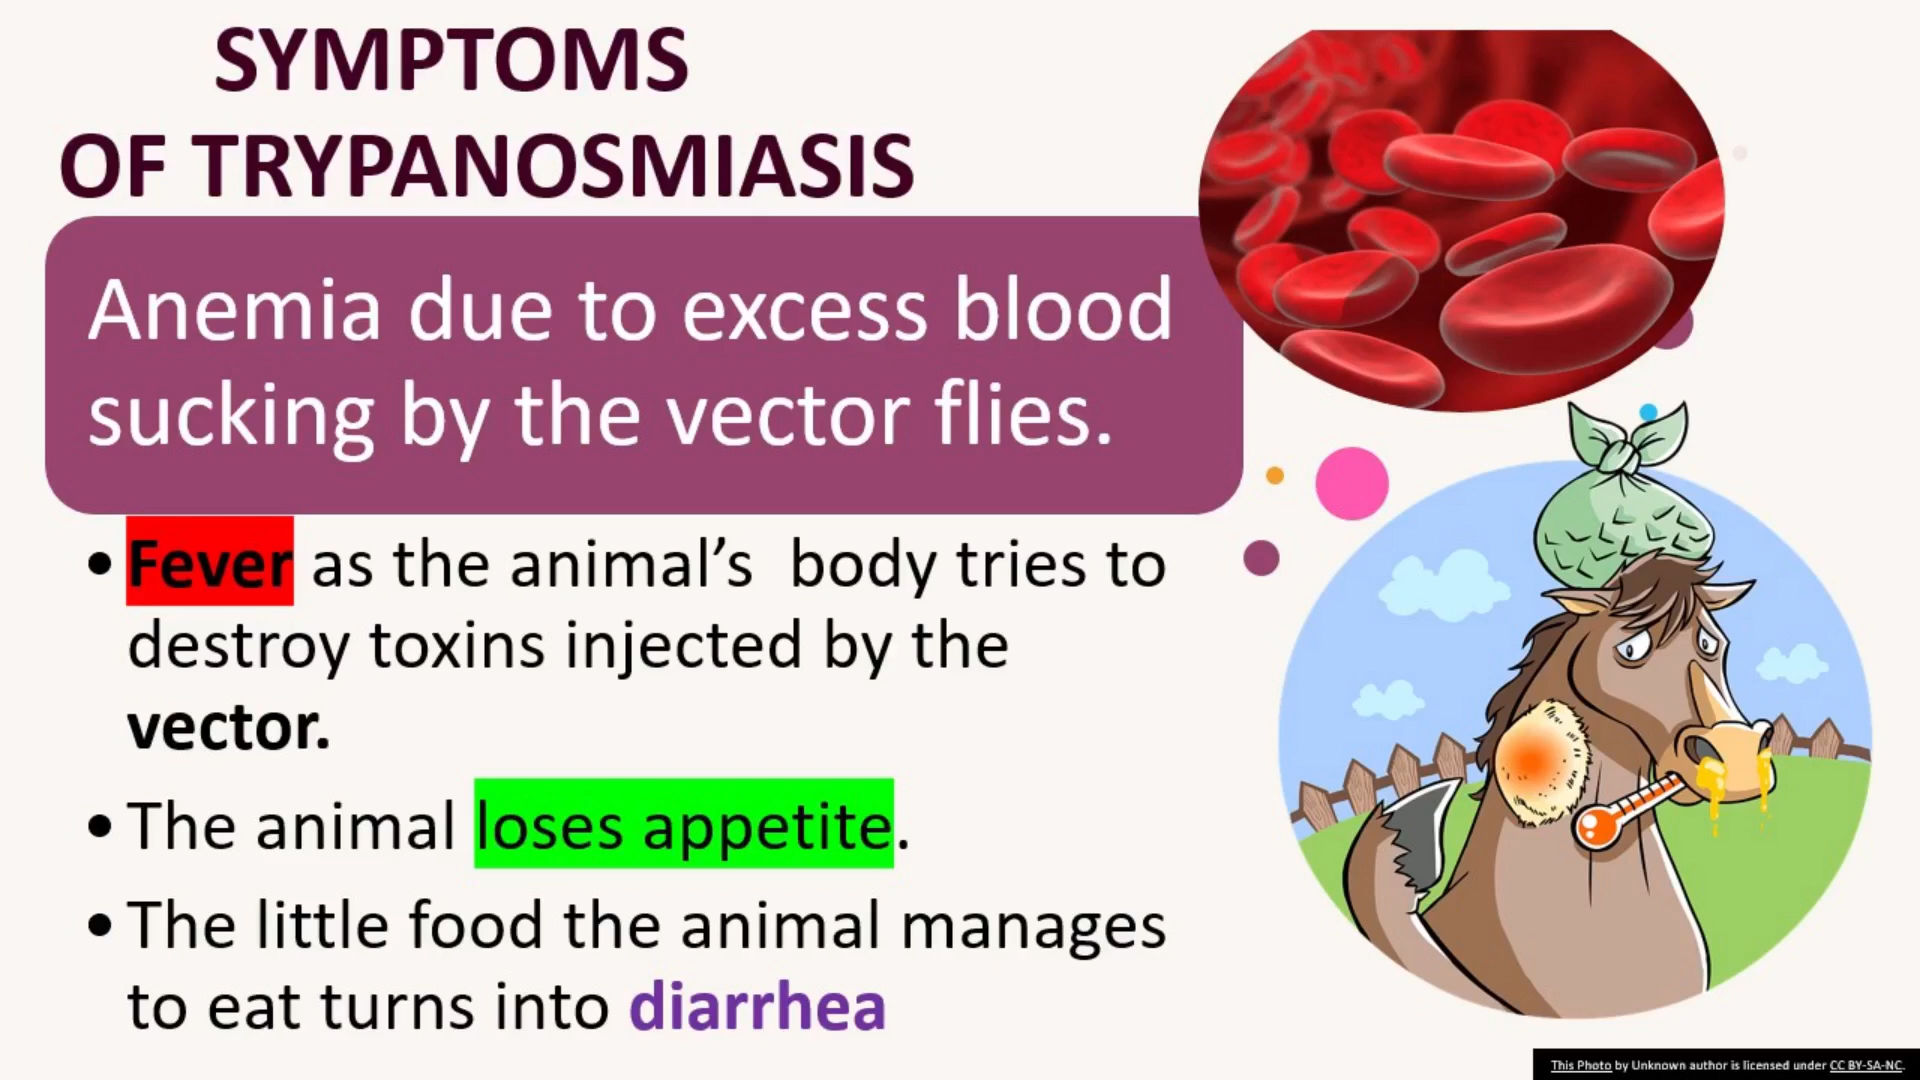 SYMPTOMS
OF TRYPANOSMIASIS
Anemia due to excess blood
sucking by the vector flies.
• Fever as the animal’s  body tries to
destroy toxins injected by the
vector.
• The animal loses appetite.
• The little food the animal manages
to eat turns into diarrhea
This Photo by Unknown author is licensed under CC BY-SA-NC.